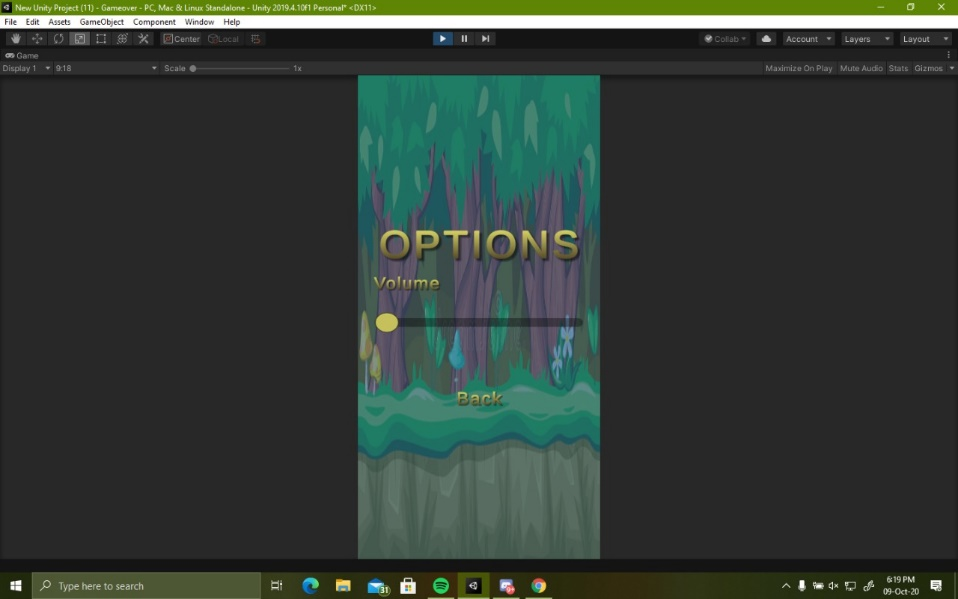 New Unity Project (11) - Gameover - PC, Mac & Linux Standalone - Unity 2019.4.10f1 Personal* <DX11>
File Edit Assets GameObject Component Window Help
Center Local Collab Account Layers Layout
Game
Display 1 9:18 Scale 1x Maximize On Play Mute Audio Stats Gizmos
OPTIONS
Volume
Back
Type here to search
31
6:19 PM
09-Oct-20